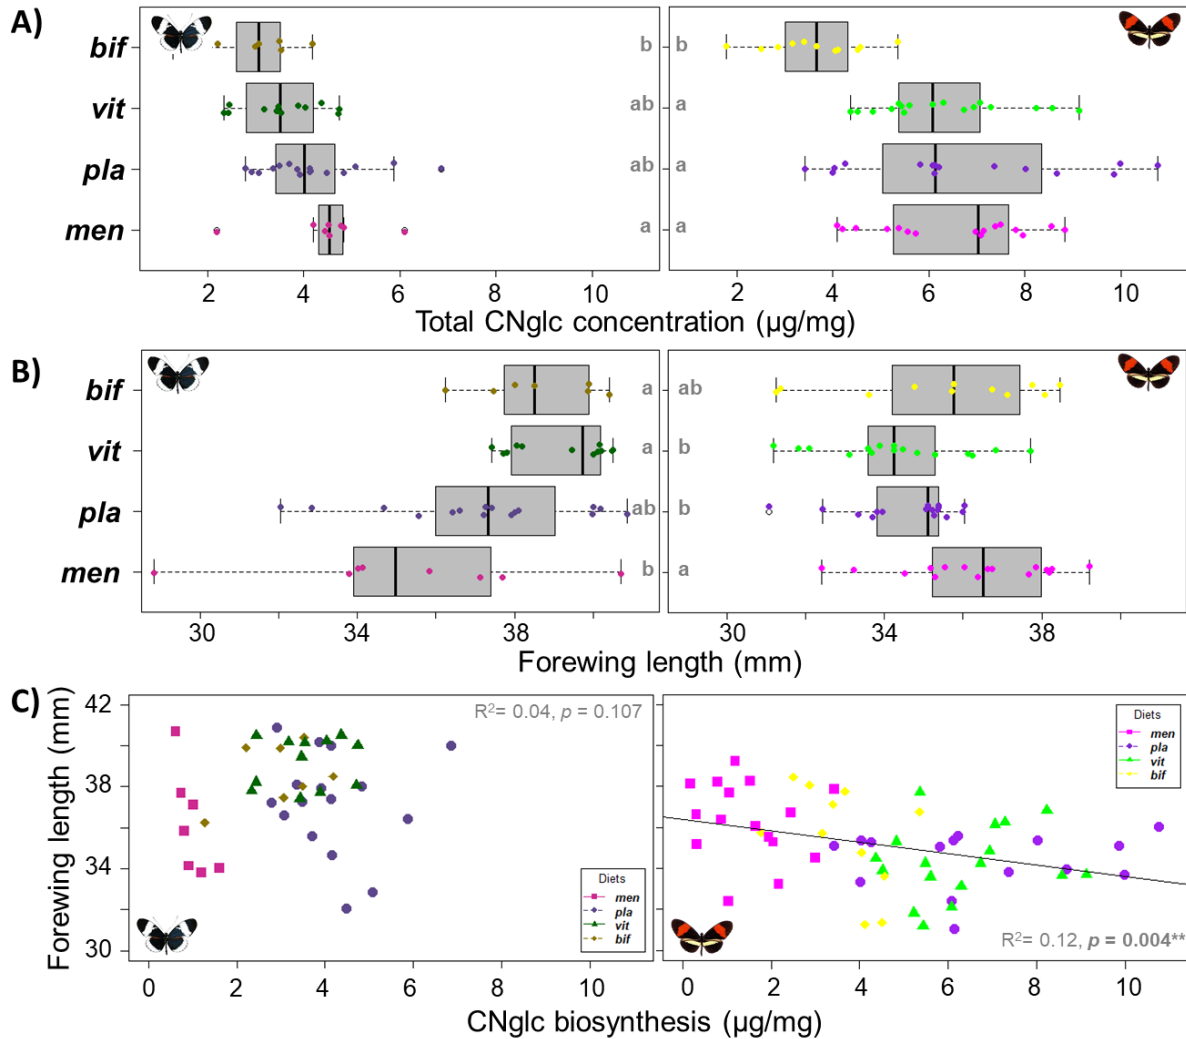 A)
bif
b b
vit
ab a
pla
ab a
men
a a
2 4 6 8 10
2 4 6 8 10
Total CNglc concentration (µg/mg)
B)
bif
a ab
vit
a b
pla
ab b
men
b a
30 34 38
30 34 38
Forewing length (mm)
C)
Forewing length (mm)
42
38
34
30
R²= 0.04, p = 0.107
Diets
men
pla
vit
bif
Diets
men
pla
vit
bif
R²= 0.12, p = 0.004**
0 2 4 6 8 10
0 2 4 6 8 10
CNglc biosynthesis (µg/mg)